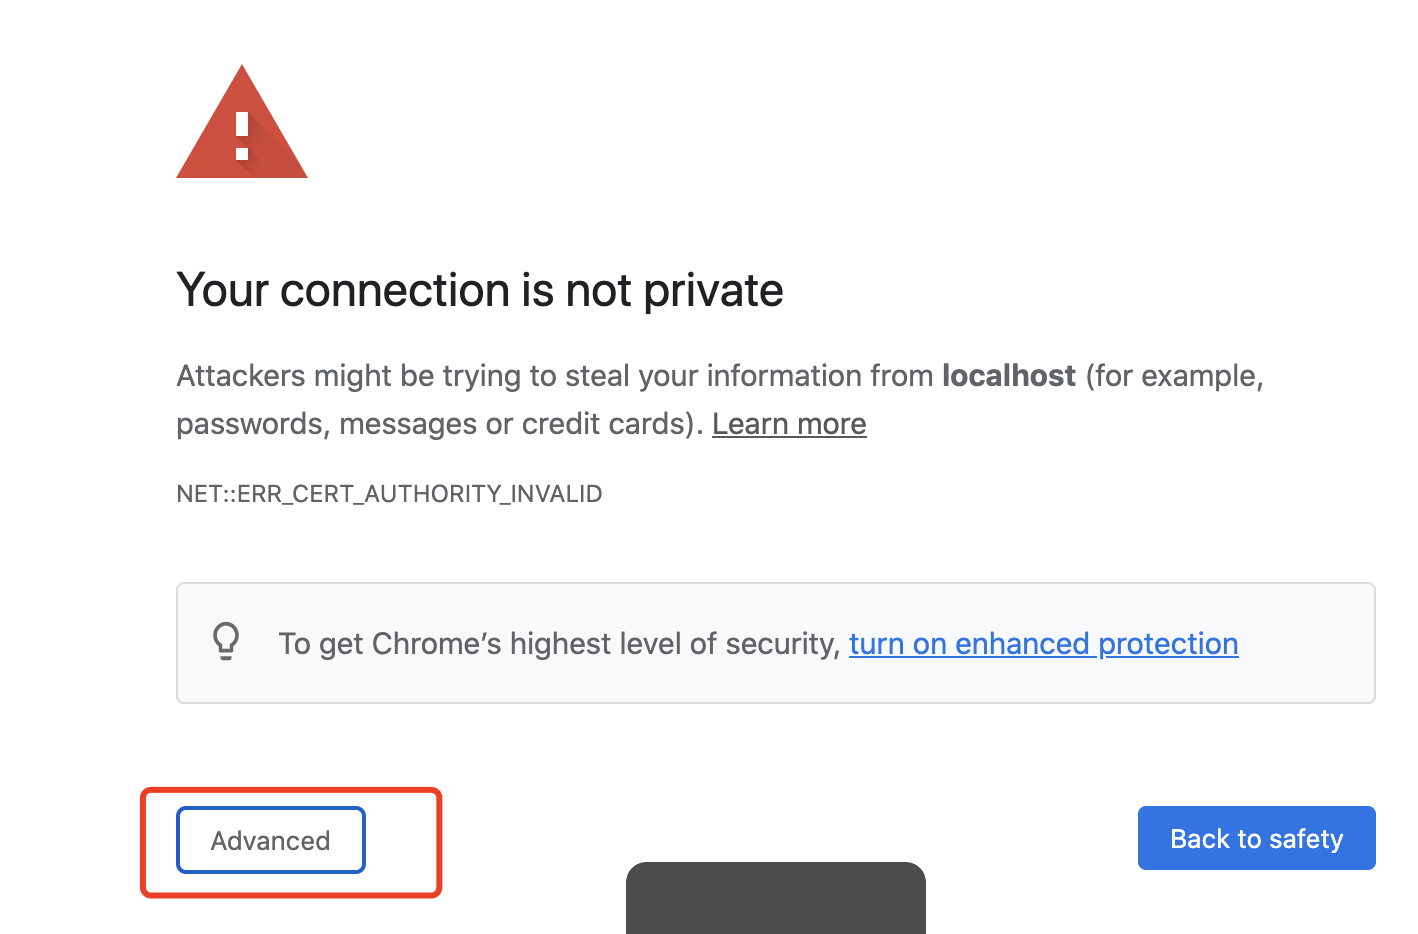 Your connection is not private
Attackers might be trying to steal your information from localhost (for example,
passwords, messages or credit cards). Learn more
NET::ERR_CERT_AUTHORITY_INVALID
To get Chrome’s highest level of security, turn on enhanced protection
Advanced
Back to safety